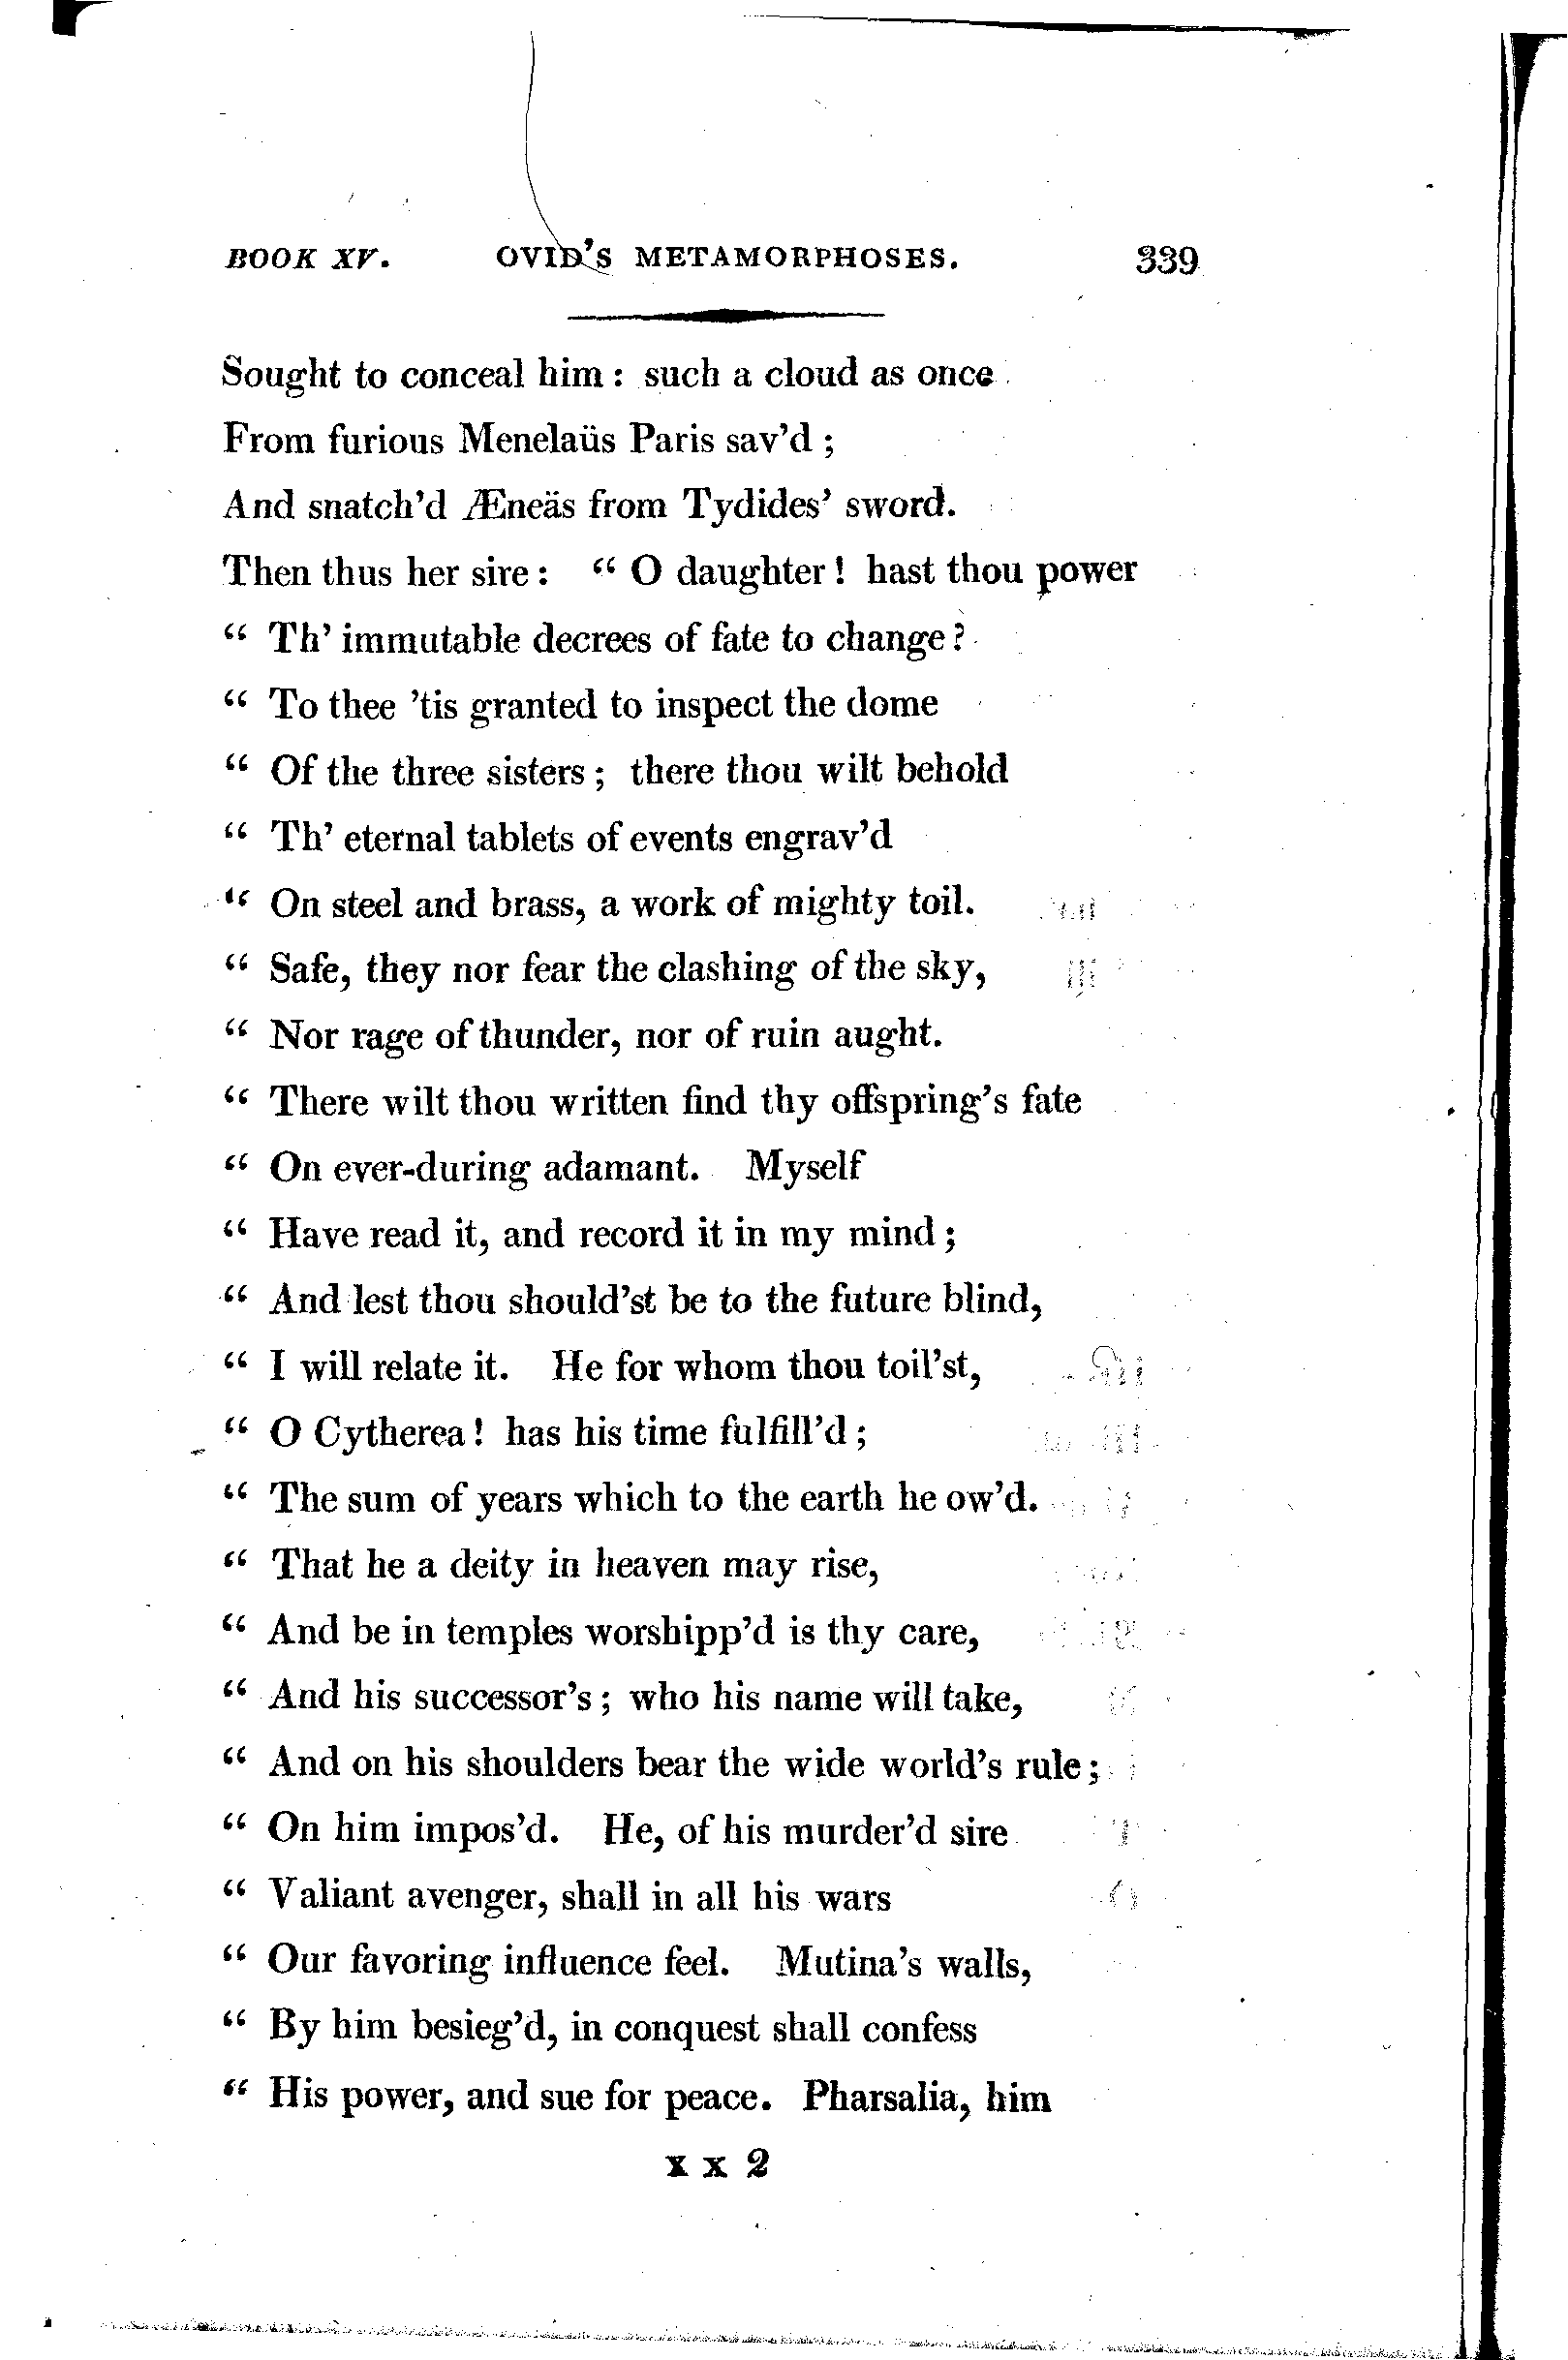 BOOK XV. OVID'S METAMORPHOSES. 339
Sought to conceal him : such a cloud as once
From furious Menelaüs Paris sav'd ;
And snatch'd Æneäs from Tydides' sword.
Then thus her sire : “ O daughter ! hast thou power
“ Th' immutable decrees of fate to change ?
“ To thee 'tis granted to inspect the dome
“ Of the three sisters ; there thou wilt behold
“ Th' eternal tablets of events engrav'd
“ On steel and brass, a work of mighty toil.
“ Safe, they nor fear the clashing of the sky,
“ Nor rage of thunder, nor of ruin aught.
“ There wilt thou written find thy offspring's fate
“ On ever-during adamant. Myself
“ Have read it, and record it in my mind ;
“ And lest thou should'st be to the future blind,
“ I will relate it. He for whom thou toil'st,
“ O Cytherea ! has his time fulfill'd ;
“ The sum of years which to the earth he ow'd.
“ That he a deity in heaven may rise,
“ And be in temples worshipp'd is thy care,
“ And his successor's ; who his name will take,
“ And on his shoulders bear the wide world's rule ;
“ On him impos'd. He, of his murder'd sire
“ Valiant avenger, shall in all his wars
“ Our favoring influence feel. Mutina's walls,
“ By him besieg'd, in conquest shall confess
“ His power, and sue for peace. Pharsalia, him
X X 2